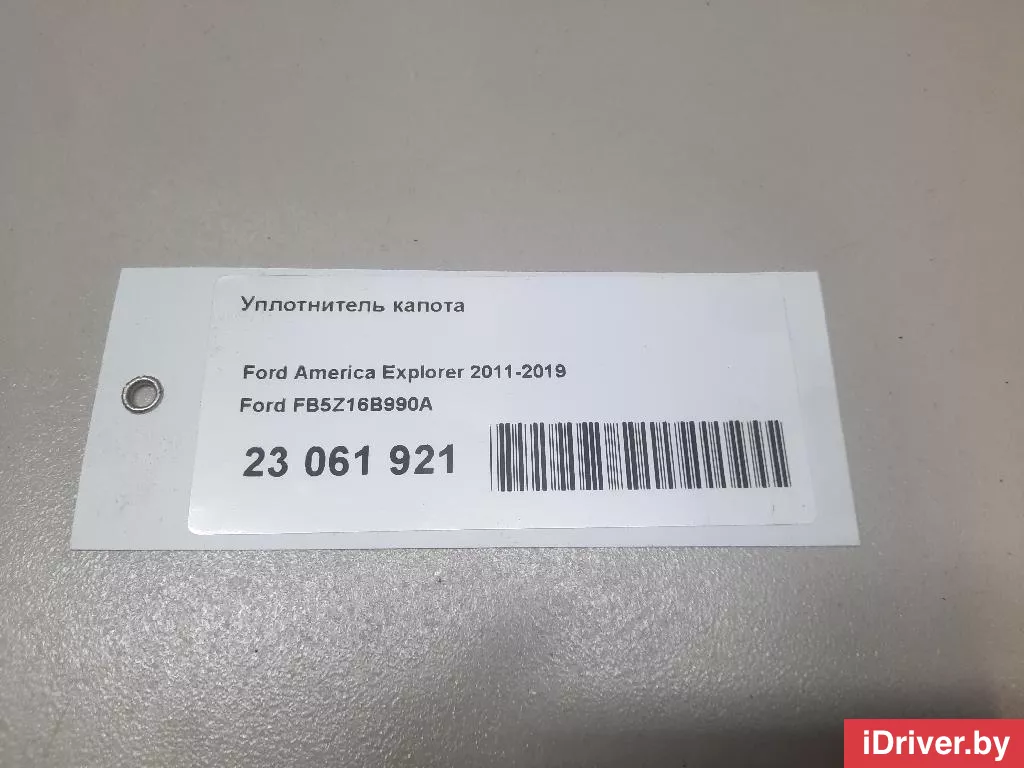 Уплотнитель капота
Ford America Explorer 2011-2019
Ford FB5Z16B990A
23 061 921
iDriver.by